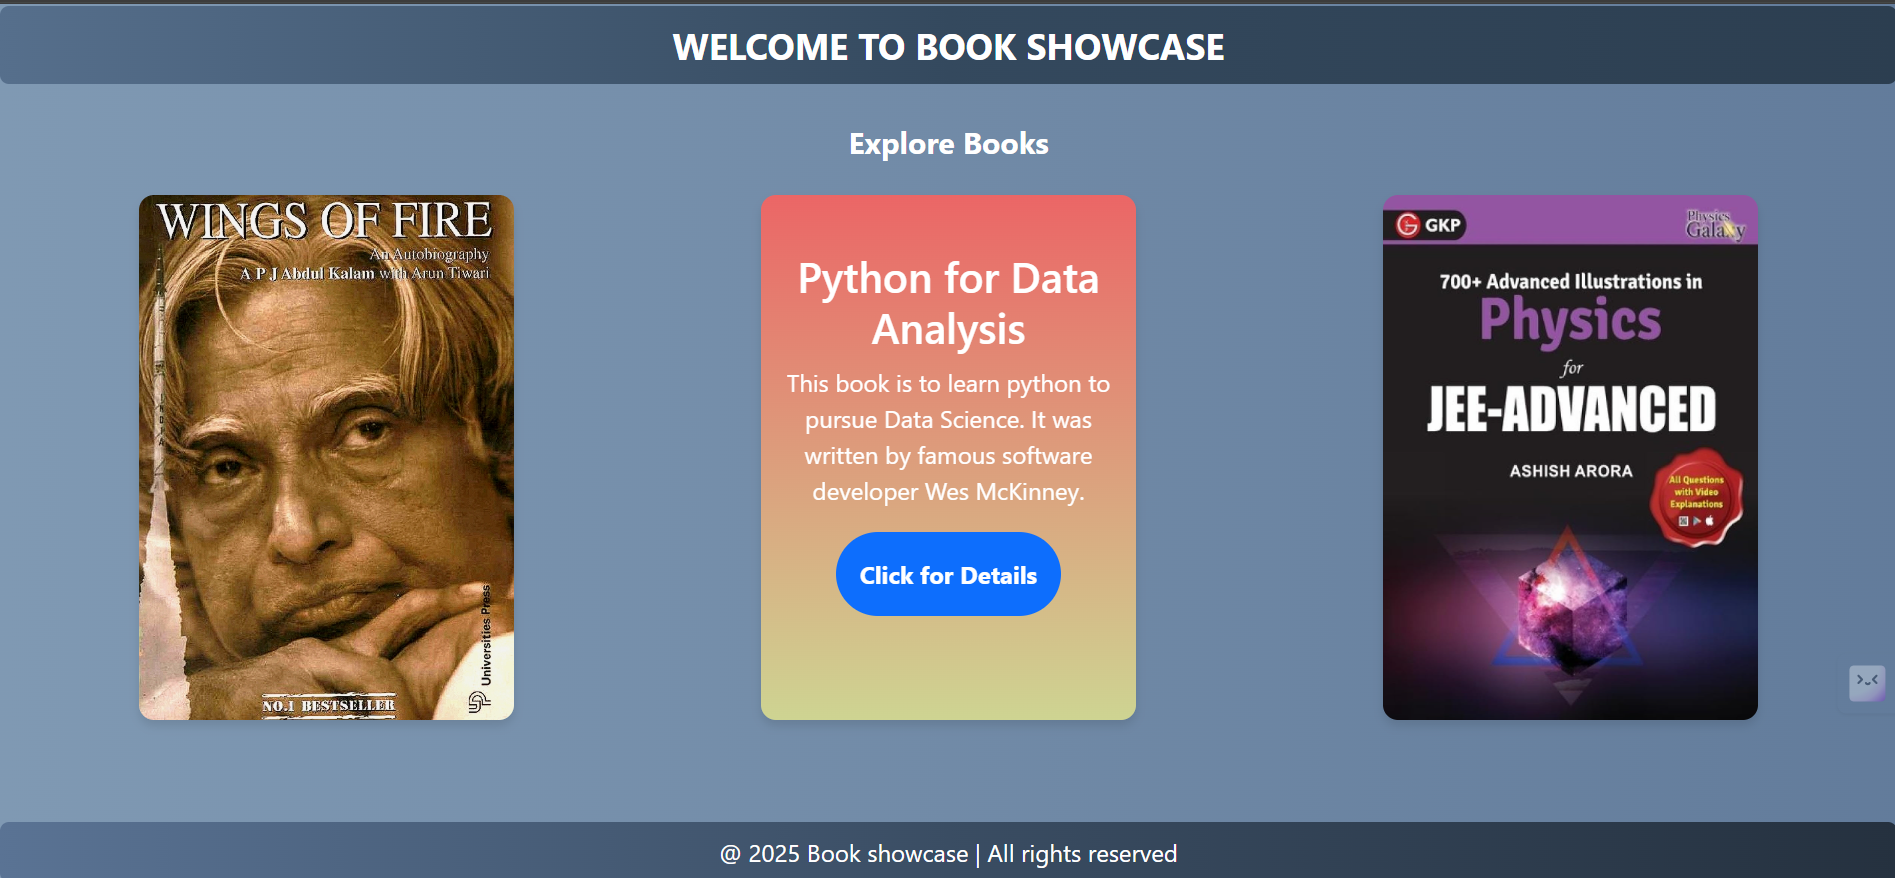 WELCOME TO BOOK SHOWCASE
Explore Books
WINGS OF FIRE
An Autobiography
A P J Abdul Kalam with Arun Tiwari
INDIA
Universities Press
NO.1 BESTSELLER
Python for Data
Analysis
This book is to learn python to
pursue Data Science. It was
written by famous software
developer Wes McKinney.
Click for Details
GKP
Physics
Galaxy
700+ Advanced Illustrations in
Physics
for
JEE-ADVANCED
ASHISH ARORA
All Questions
with Video
Explanations
@ 2025 Book showcase | All rights reserved